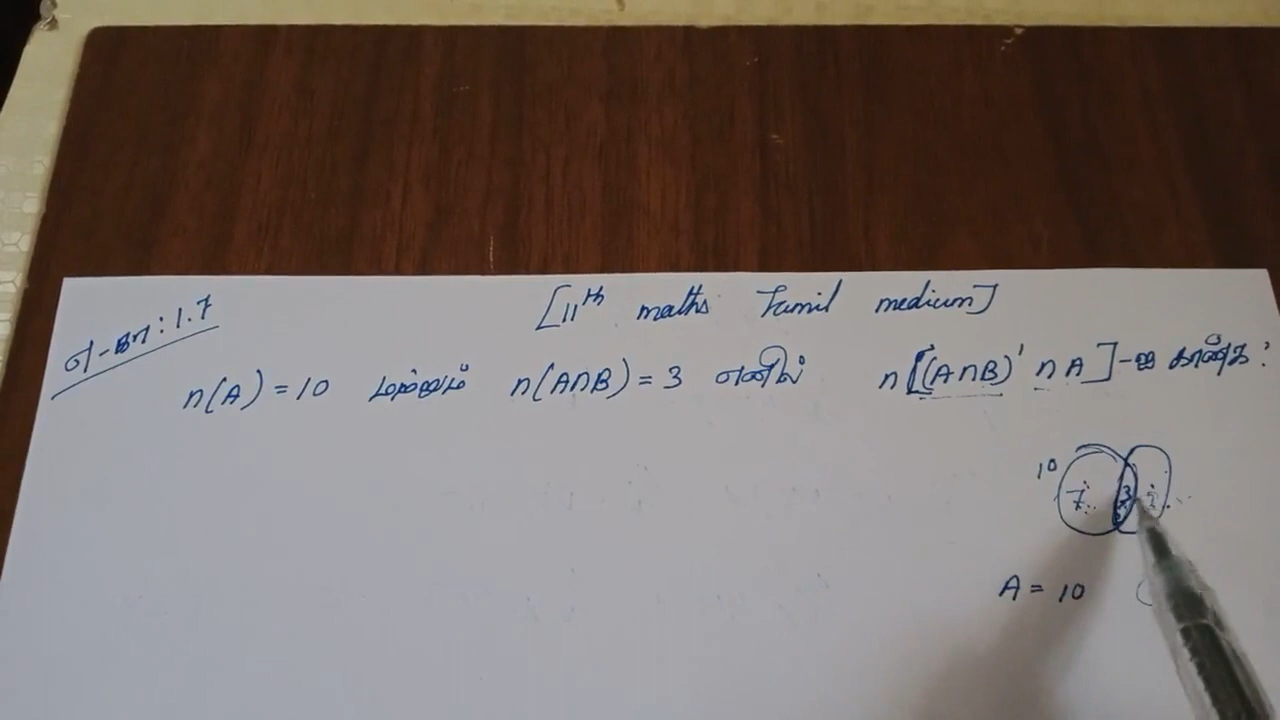 [11th maths Tamil medium]
எ-கா: 1.7
n(A) = 10 மற்றும் n(A∩B) = 3 எனில் n[(A∩B)' ∩ A]-ஐ காண்க:
10
7 3
A = 10